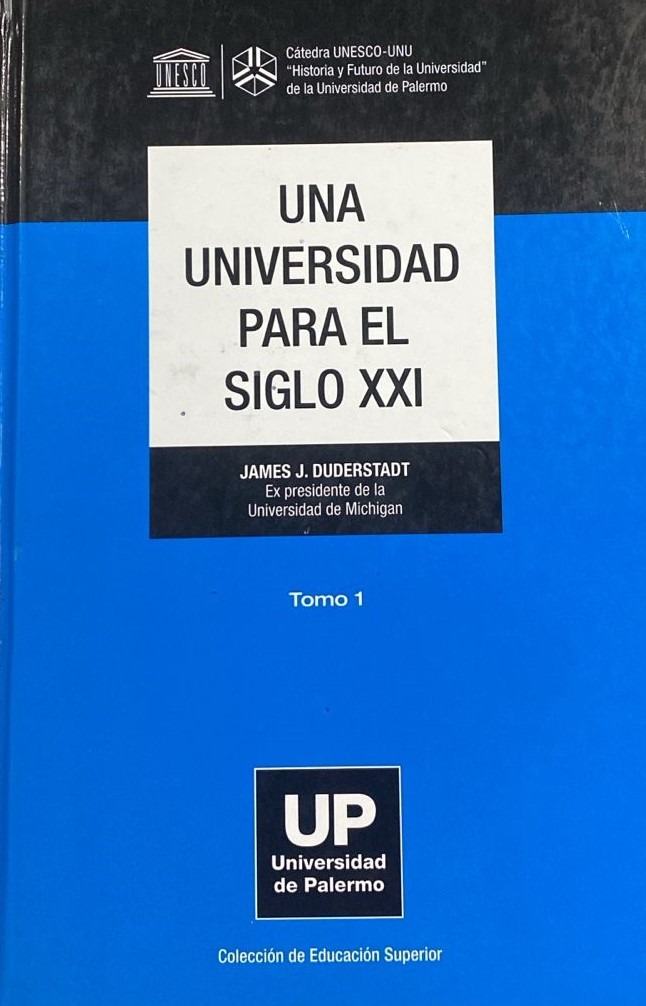 UNESCO
Cátedra UNESCO-UNU
"Historia y Futuro de la Universidad"
de la Universidad de Palermo
UNA
UNIVERSIDAD
PARA EL
SIGLO XXI
JAMES J. DUDERSTADT
Ex presidente de la
Universidad de Michigan
Tomo 1
UP
Universidad
de Palermo
Colección de Educación Superior